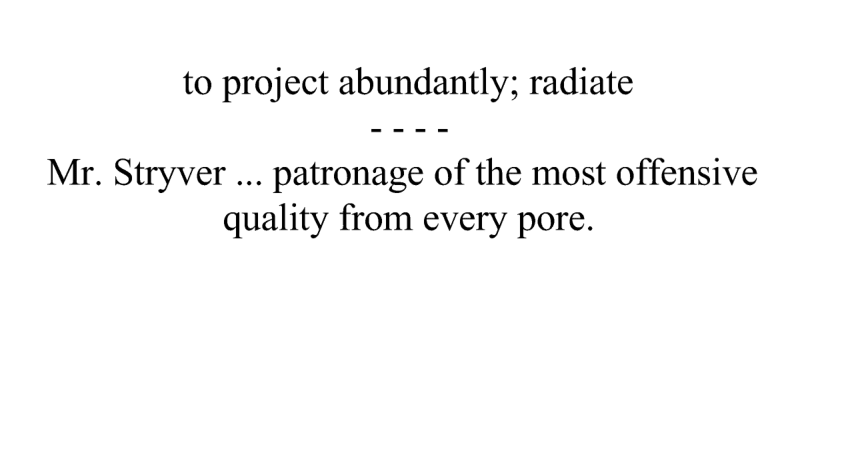 to project abundantly; radiate
- - - -
Mr. Stryver ... patronage of the most offensive
quality from every pore.